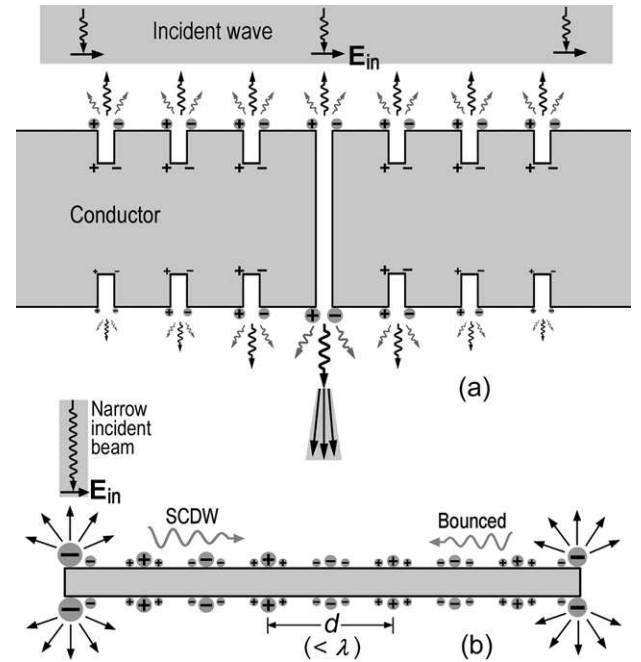 Incident wave
E_in
Conductor
(a)
Narrow
incident
beam
E_in
SCDW
Bounced
d
(< λ)
(b)